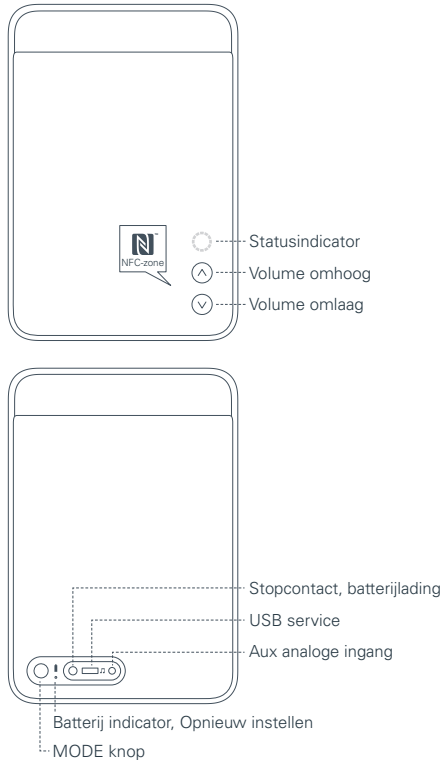 NFC-zone
Statusindicator
Volume omhoog
Volume omlaag
Stopcontact, batterijlading
USB service
Aux analoge ingang
Batterij indicator, Opnieuw instellen
MODE knop